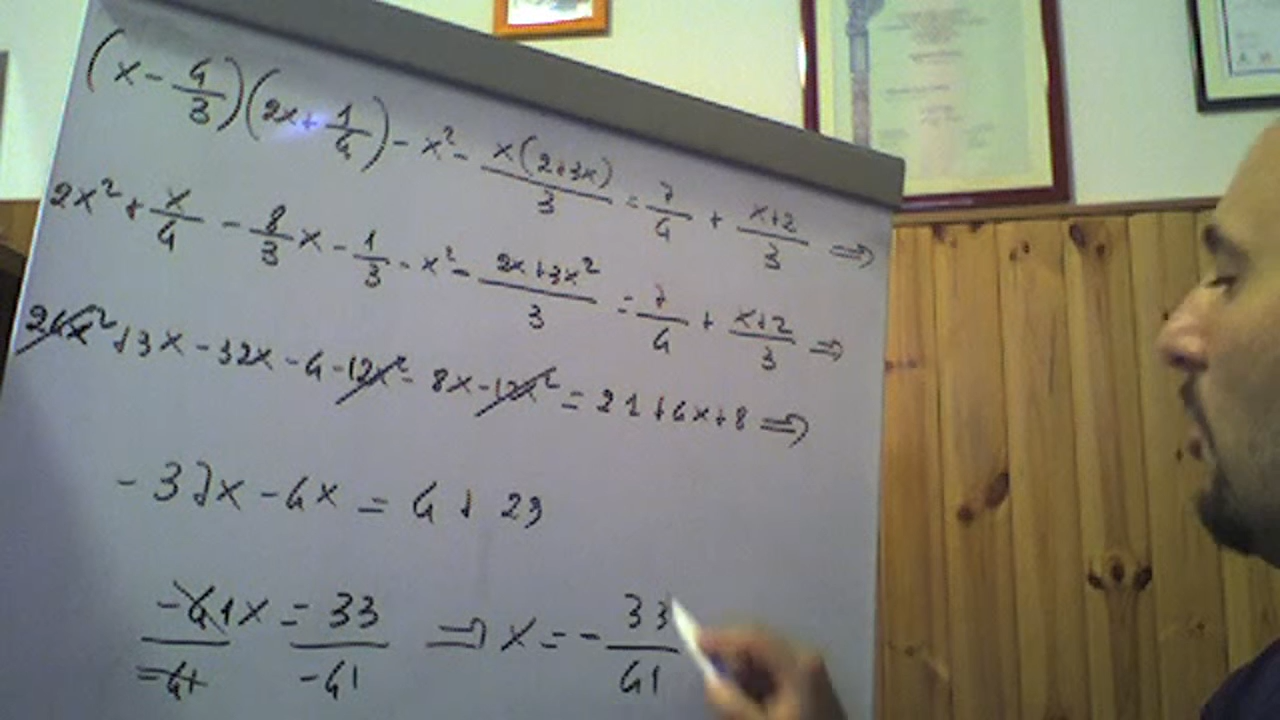 (x - 4/3)(2x + 1/4) - x² - x(2+3x)/3 = 7/4 + x+2/3 ⇒
2x² + x/4 - 8/3 x - 1/3 - x² - 2x+3x²/3 = 7/4 + x+2/3 ⇒
24x² + 3x - 32x - 4 - 12x² - 8x - 12x² = 21 + 4x + 8 ⇒
- 37x - 4x = 4 + 29
-41x/-41 = 33/-41 ⇒ x = - 33/41